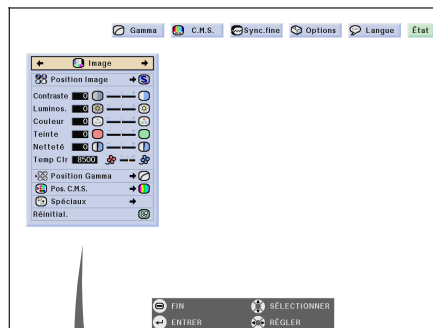 Gamma C.M.S. Sync.fine Options Langue État
Image
Position Image S
Contraste 0
Luminos. 0
Couleur 0
Teinte 0
Netteté 0
Temp Clr 8500
Position Gamma
Pos. C.M.S.
Spéciaux
Réinitial.
FIN SÉLECTIONNER
ENTRER RÉGLER